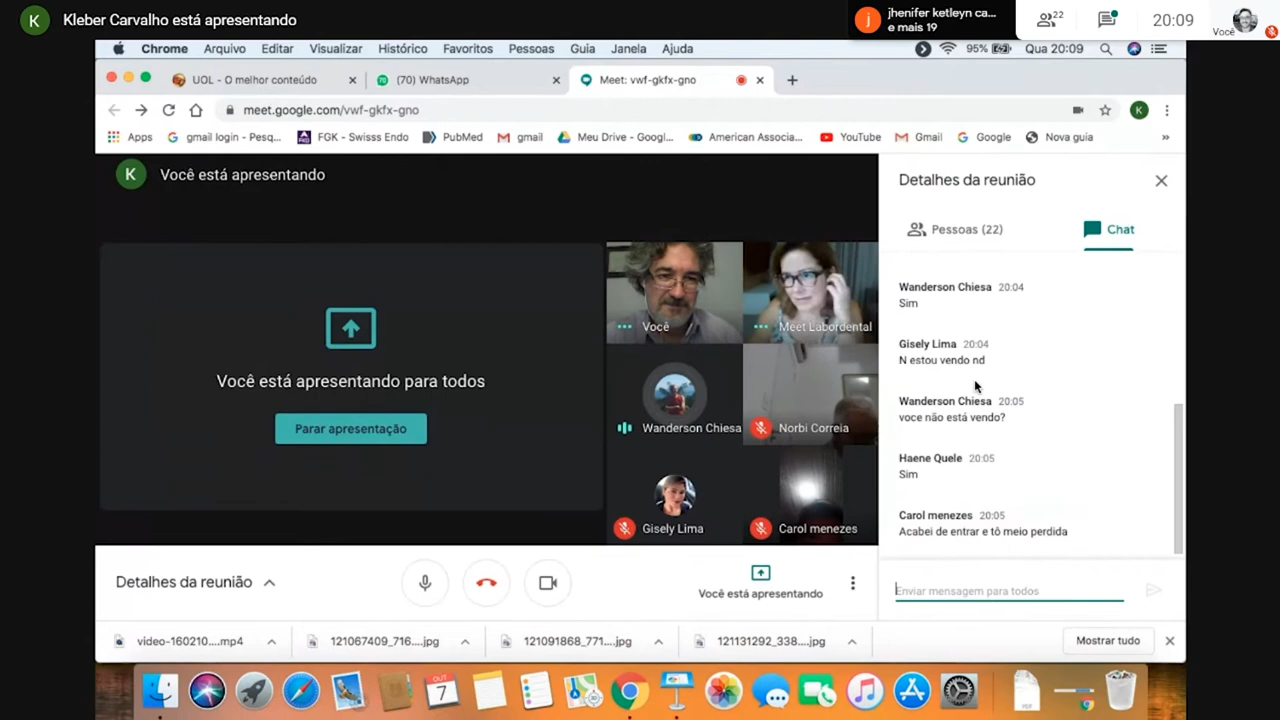 K
Kleber Carvalho está apresentando
j
jhenifer ketleyn ca...
e mais 19
22
20:09
Você
Chrome Arquivo Editar Visualizar Histórico Favoritos Pessoas Guia Janela Ajuda
95%
Qua 20:09
UOL - O melhor conteúdo
(70) WhatsApp
Meet: vwf-gkfx-gno
meet.google.com/vwf-gkfx-gno
K
Apps
gmail login - Pesq...
FGK - Swisss Endo
PubMed
gmail
Meu Drive - Googl...
American Associa...
YouTube
Gmail
Google
Nova guia
»
K
Você está apresentando
Você está apresentando para todos
Parar apresentação
Você
Meet Labordental
Wanderson Chiesa
Norbi Correia
Gisely Lima
Carol menezes
Detalhes da reunião
Pessoas (22)
Chat
Wanderson Chiesa 20:04
Sim
Gisely Lima 20:04
N estou vendo nd
Wanderson Chiesa 20:05
voce não está vendo?
Haene Quele 20:05
Sim
Carol menezes 20:05
Acabei de entrar e tô meio perdida
Enviar mensagem para todos
Detalhes da reunião
Você está apresentando
video-160210....mp4
121067409_716....jpg
121091868_771....jpg
121131292_338....jpg
Mostrar tudo
OUT
7
PDF